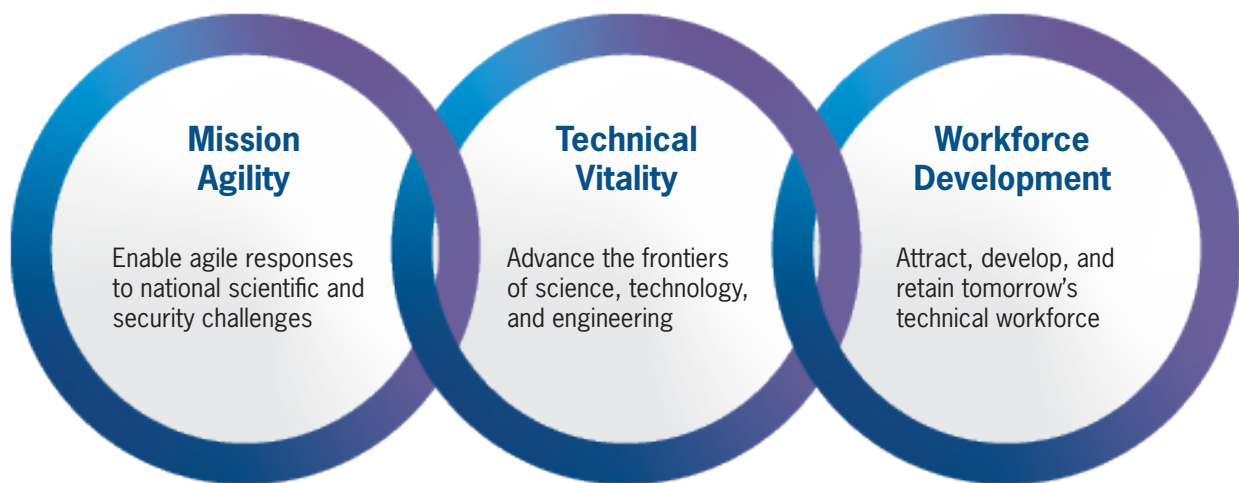 Mission
Agility
Enable agile responses
to national scientific and
security challenges
Technical
Vitality
Advance the frontiers
of science, technology,
and engineering
Workforce
Development
Attract, develop, and
retain tomorrow’s
technical workforce